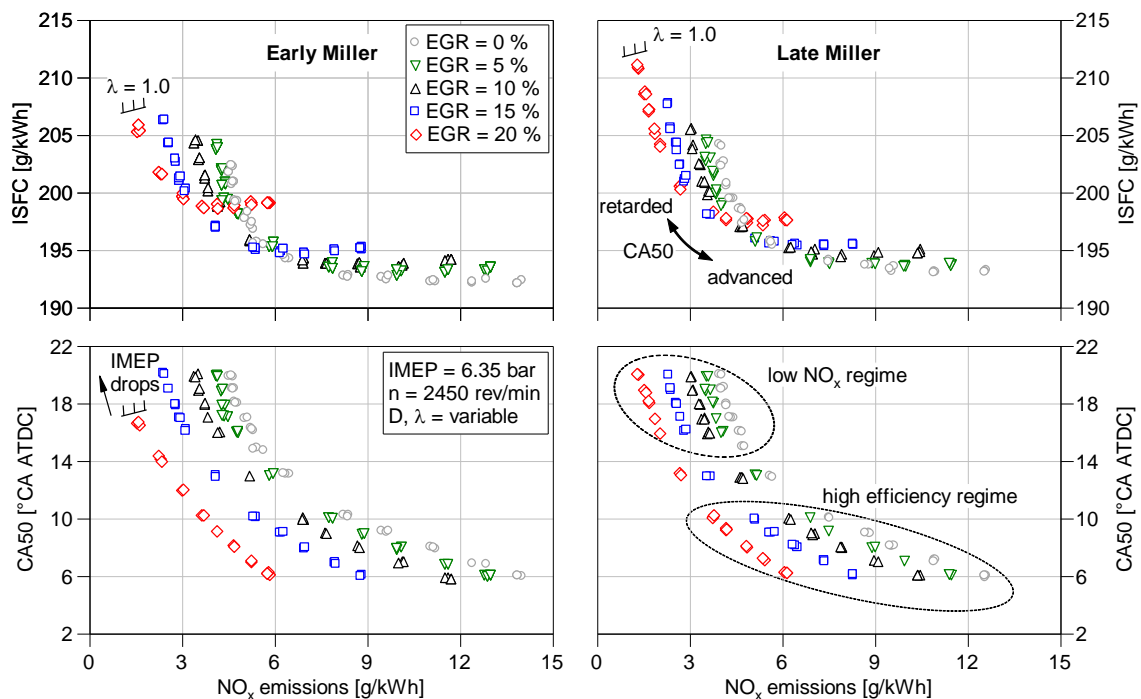 215
210
205
200
195
190
ISFC [g/kWh]
λ = 1.0
Early Miller
EGR = 0 %
EGR = 5 %
EGR = 10 %
EGR = 15 %
EGR = 20 %
λ = 1.0
Late Miller
retarded
CA50
advanced
215
210
205
200
195
190
ISFC [g/kWh]
22
18
14
10
6
2
CA50 [°CA ATDC]
IMEP
drops
IMEP = 6.35 bar
n = 2450 rev/min
D, λ = variable
0 3 6 9 12 15
NOx emissions [g/kWh]
low NOx regime
high efficiency regime
22
18
14
10
6
2
CA50 [°CA ATDC]
0 3 6 9 12 15
NOx emissions [g/kWh]